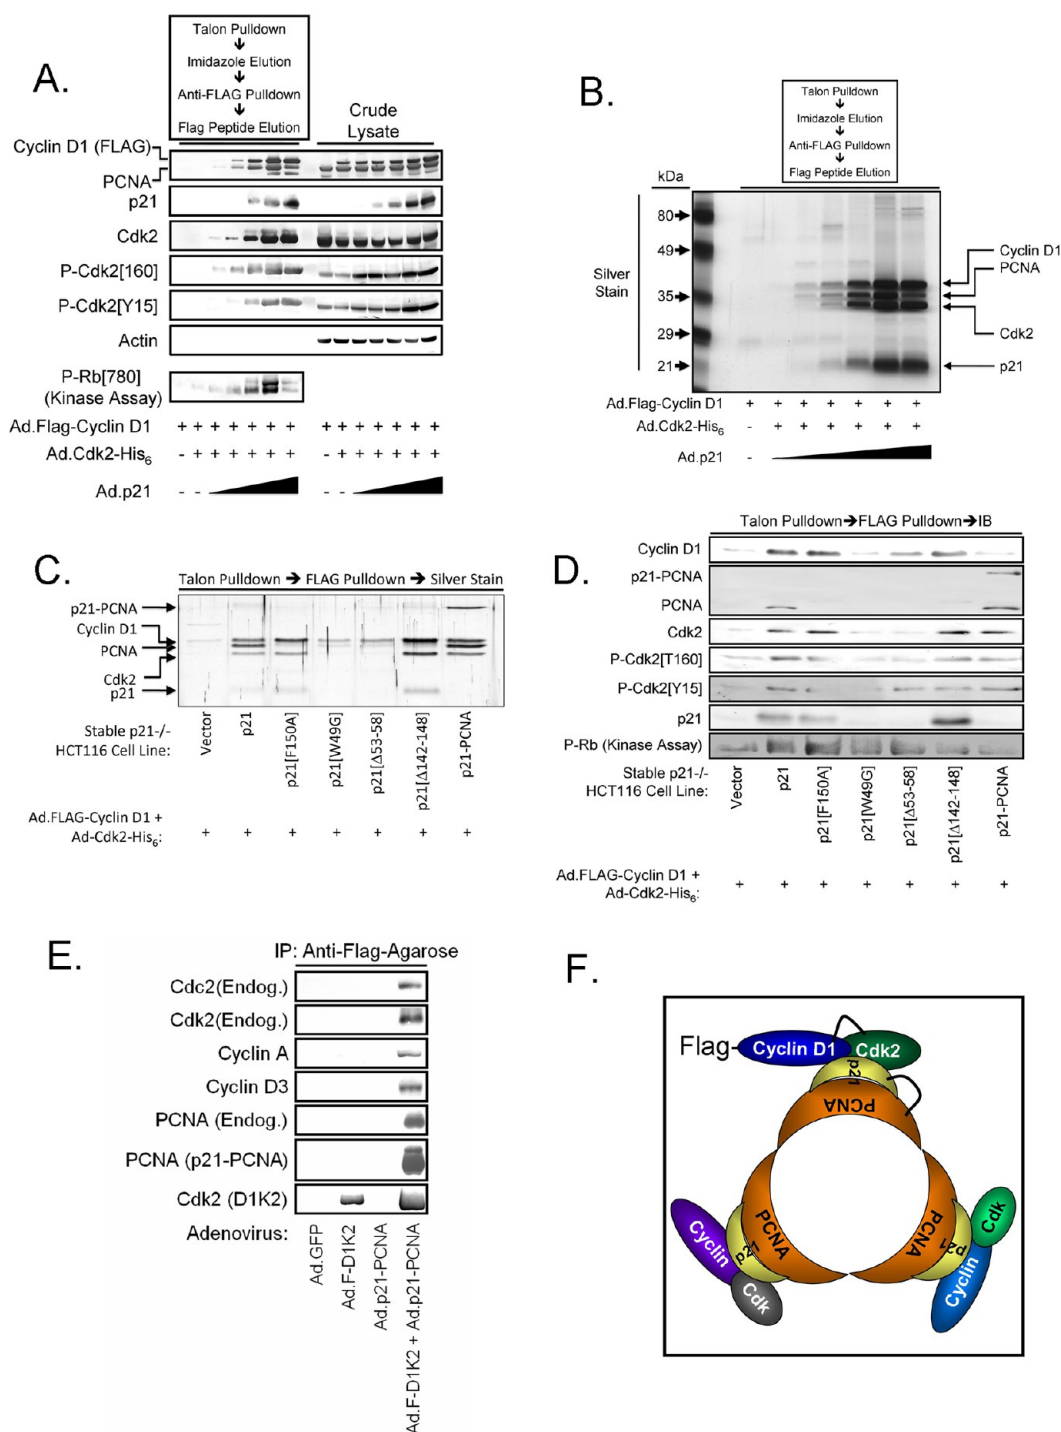 A.
Talon Pulldown
Imidazole Elution
Anti-FLAG Pulldown
Flag Peptide Elution
Crude
Lysate
Cyclin D1 (FLAG)
PCNA
p21
Cdk2
P-Cdk2[160]
P-Cdk2[Y15]
Actin
P-Rb[780]
(Kinase Assay)
Ad.Flag-Cyclin D1 + + + + + + + + + + + + + +
Ad.Cdk2-His6 - + + + + + - + + + + + +
Ad.p21 - - - -
B.
Talon Pulldown
Imidazole Elution
Anti-FLAG Pulldown
Flag Peptide Elution
kDa
80
49
35
29
21
Silver
Stain
Cyclin D1
PCNA
Cdk2
p21
Ad.Flag-Cyclin D1 + + + + + + +
Ad.Cdk2-His6 - + + + + + +
Ad.p21 -
C.
Talon Pulldown ➔ FLAG Pulldown ➔ Silver Stain
p21-PCNA
Cyclin D1
PCNA
Cdk2
p21
Stable p21-/-
HCT116 Cell Line:
Vector
p21
p21[F150A]
p21[W49G]
p21[Δ53-58]
p21[Δ142-148]
p21-PCNA
Ad.FLAG-Cyclin D1 +
Ad-Cdk2-His6: + + + + + + +
D.
Talon Pulldown➔FLAG Pulldown➔IB
Cyclin D1
p21-PCNA
PCNA
Cdk2
P-Cdk2[T160]
P-Cdk2[Y15]
p21
P-Rb (Kinase Assay)
Stable p21-/-
HCT116 Cell Line:
Vector
p21
p21[F150A]
p21[W49G]
p21[Δ53-58]
p21[Δ142-148]
p21-PCNA
Ad.FLAG-Cyclin D1 +
Ad-Cdk2-His6: + + + + + + +
E.
IP: Anti-Flag-Agarose
Cdc2(Endog.)
Cdk2(Endog.)
Cyclin A
Cyclin D3
PCNA (Endog.)
PCNA (p21-PCNA)
Cdk2 (D1K2)
Adenovirus:
Ad.GFP
Ad.F-D1K2
Ad.p21-PCNA
Ad.F-D1K2 + Ad.p21-PCNA
F.
Flag-
Cyclin D1
Cdk2
p21
PCNA
PCNA
p21
Cyclin
Cdk
PCNA
p21
Cyclin
Cdk